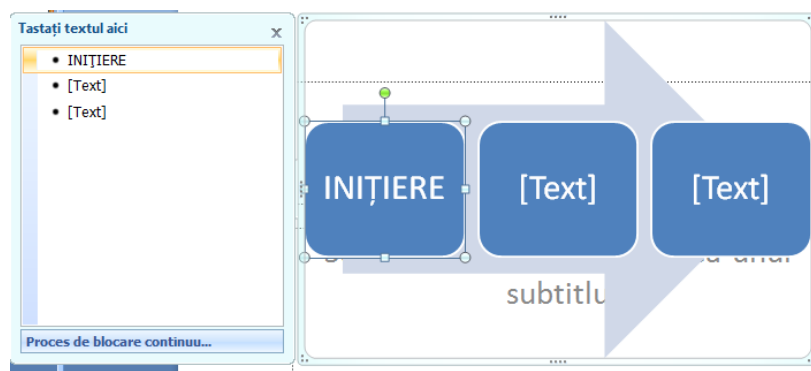 Tastați textul aici
x
INIȚIERE
[Text]
[Text]
Proces de blocare continuu...
INIȚIERE
[Text]
[Text]
subtitlu